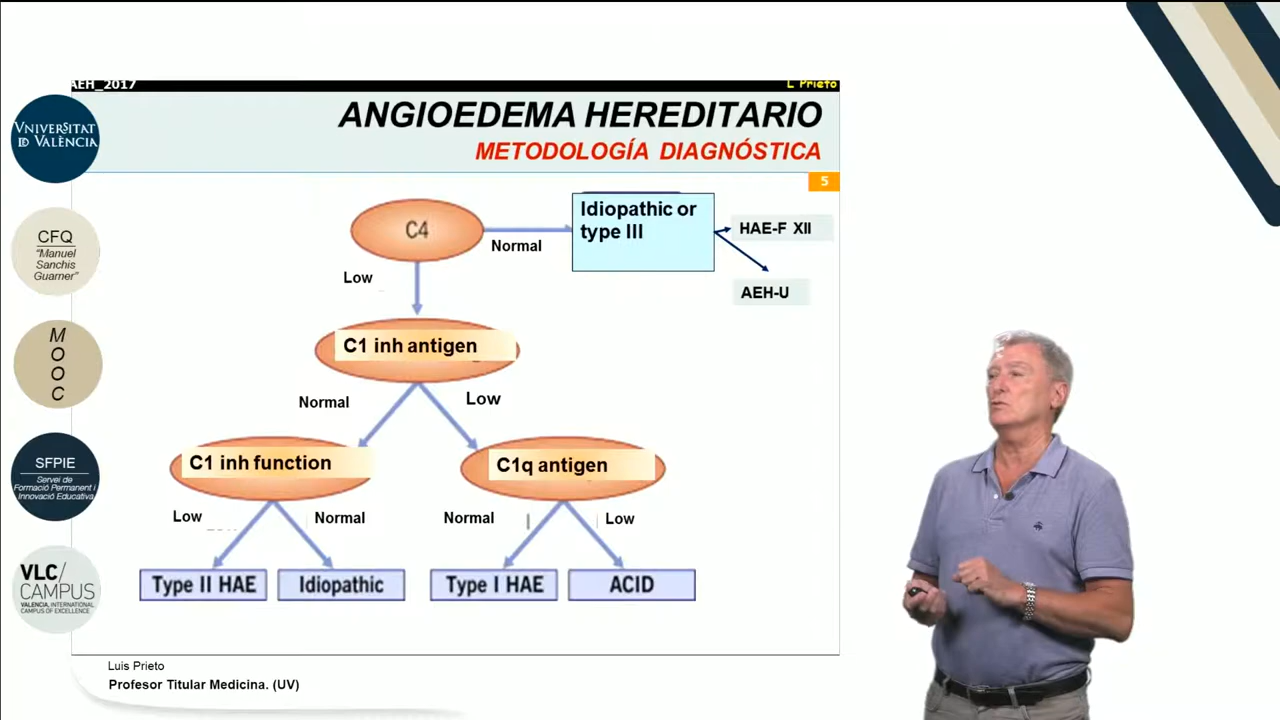 AEH_2017
L Prieto
ANGIOEDEMA HEREDITARIO
METODOLOGÍA DIAGNÓSTICA
5
VNIVERSITAT
DE VALÈNCIA
CFQ
"Manuel
Sanchis
Guarner"
M
O
O
C
SFPIE
Servei de
Formació Permanent i
Innovació Educativa
VLC/
CAMPUS
VALENCIA, INTERNATIONAL
CAMPUS OF EXCELLENCE
C4
Normal
Idiopathic or
type III
HAE-F XII
AEH-U
Low
C1 inh antigen
Normal
Low
C1 inh function
C1q antigen
Low
Normal
Normal
Low
Type II HAE
Idiopathic
Type I HAE
ACID
Luis Prieto
Profesor Titular Medicina. (UV)